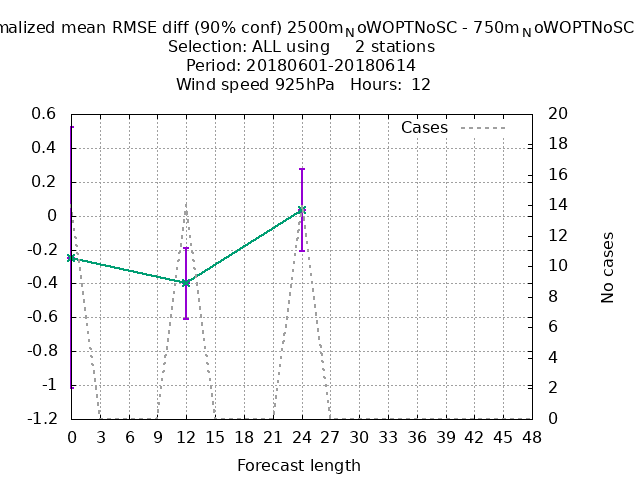 malized mean RMSE diff (90% conf) 2500mNoWOPTNoSC - 750mNoWOPTNoSC
Selection: ALL using 2 stations
Period: 20180601-20180614
Wind speed 925hPa Hours: 12
Cases
0.6
0.4
0.2
0
-0.2
-0.4
-0.6
-0.8
-1
-1.2
20
18
16
14
12
10
8
6
4
2
0
No cases
0 3 6 9 12 15 18 21 24 27 30 33 36 39 42 45 48
Forecast length